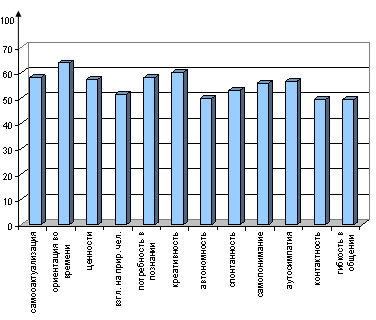 100
70
60
50
40
30
20
10
0
самооактуализация
ориентация во
времени
ценности
взгл. на прир. чел.
потребность в
познании
креативность
автономность
спонтанность
самопонимание
аутосимпатия
контактность
гибкость в
общении